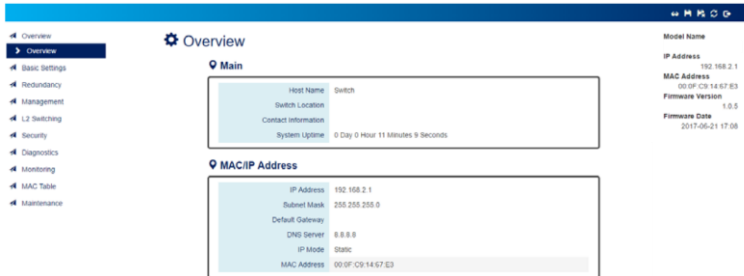 Overview
Overview
Basic Settings
Redundancy
Management
L2 Switching
Security
Diagnostics
Monitoring
MAC Table
Maintenance
Overview
Main
Host Name Switch
Switch Location
Contact Information
System Uptime 0 Day 0 Hour 11 Minutes 9 Seconds
MAC/IP Address
IP Address 192.168.2.1
Subnet Mask 255.255.255.0
Default Gateway
DNS Server 8.8.8.8
IP Mode Static
MAC Address 00:0F:C9:14:67:E3
Model Name
IP Address
192.168.2.1
MAC Address
00:0F:C9:14:67:E3
Firmware Version
1.0.5
Firmware Date
2017-06-21 17:08